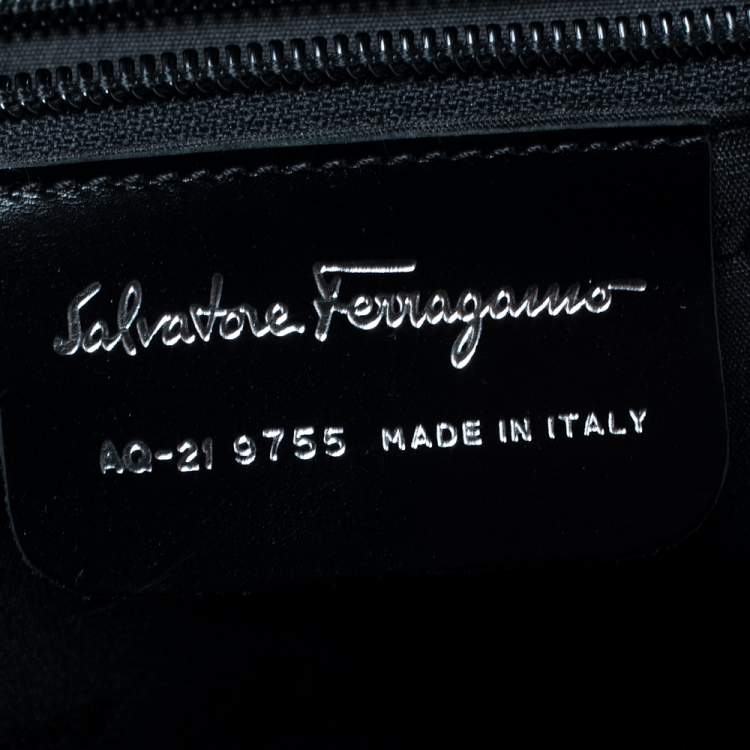 Salvatore Ferragamo
AQ-21 9755 MADE IN ITALY